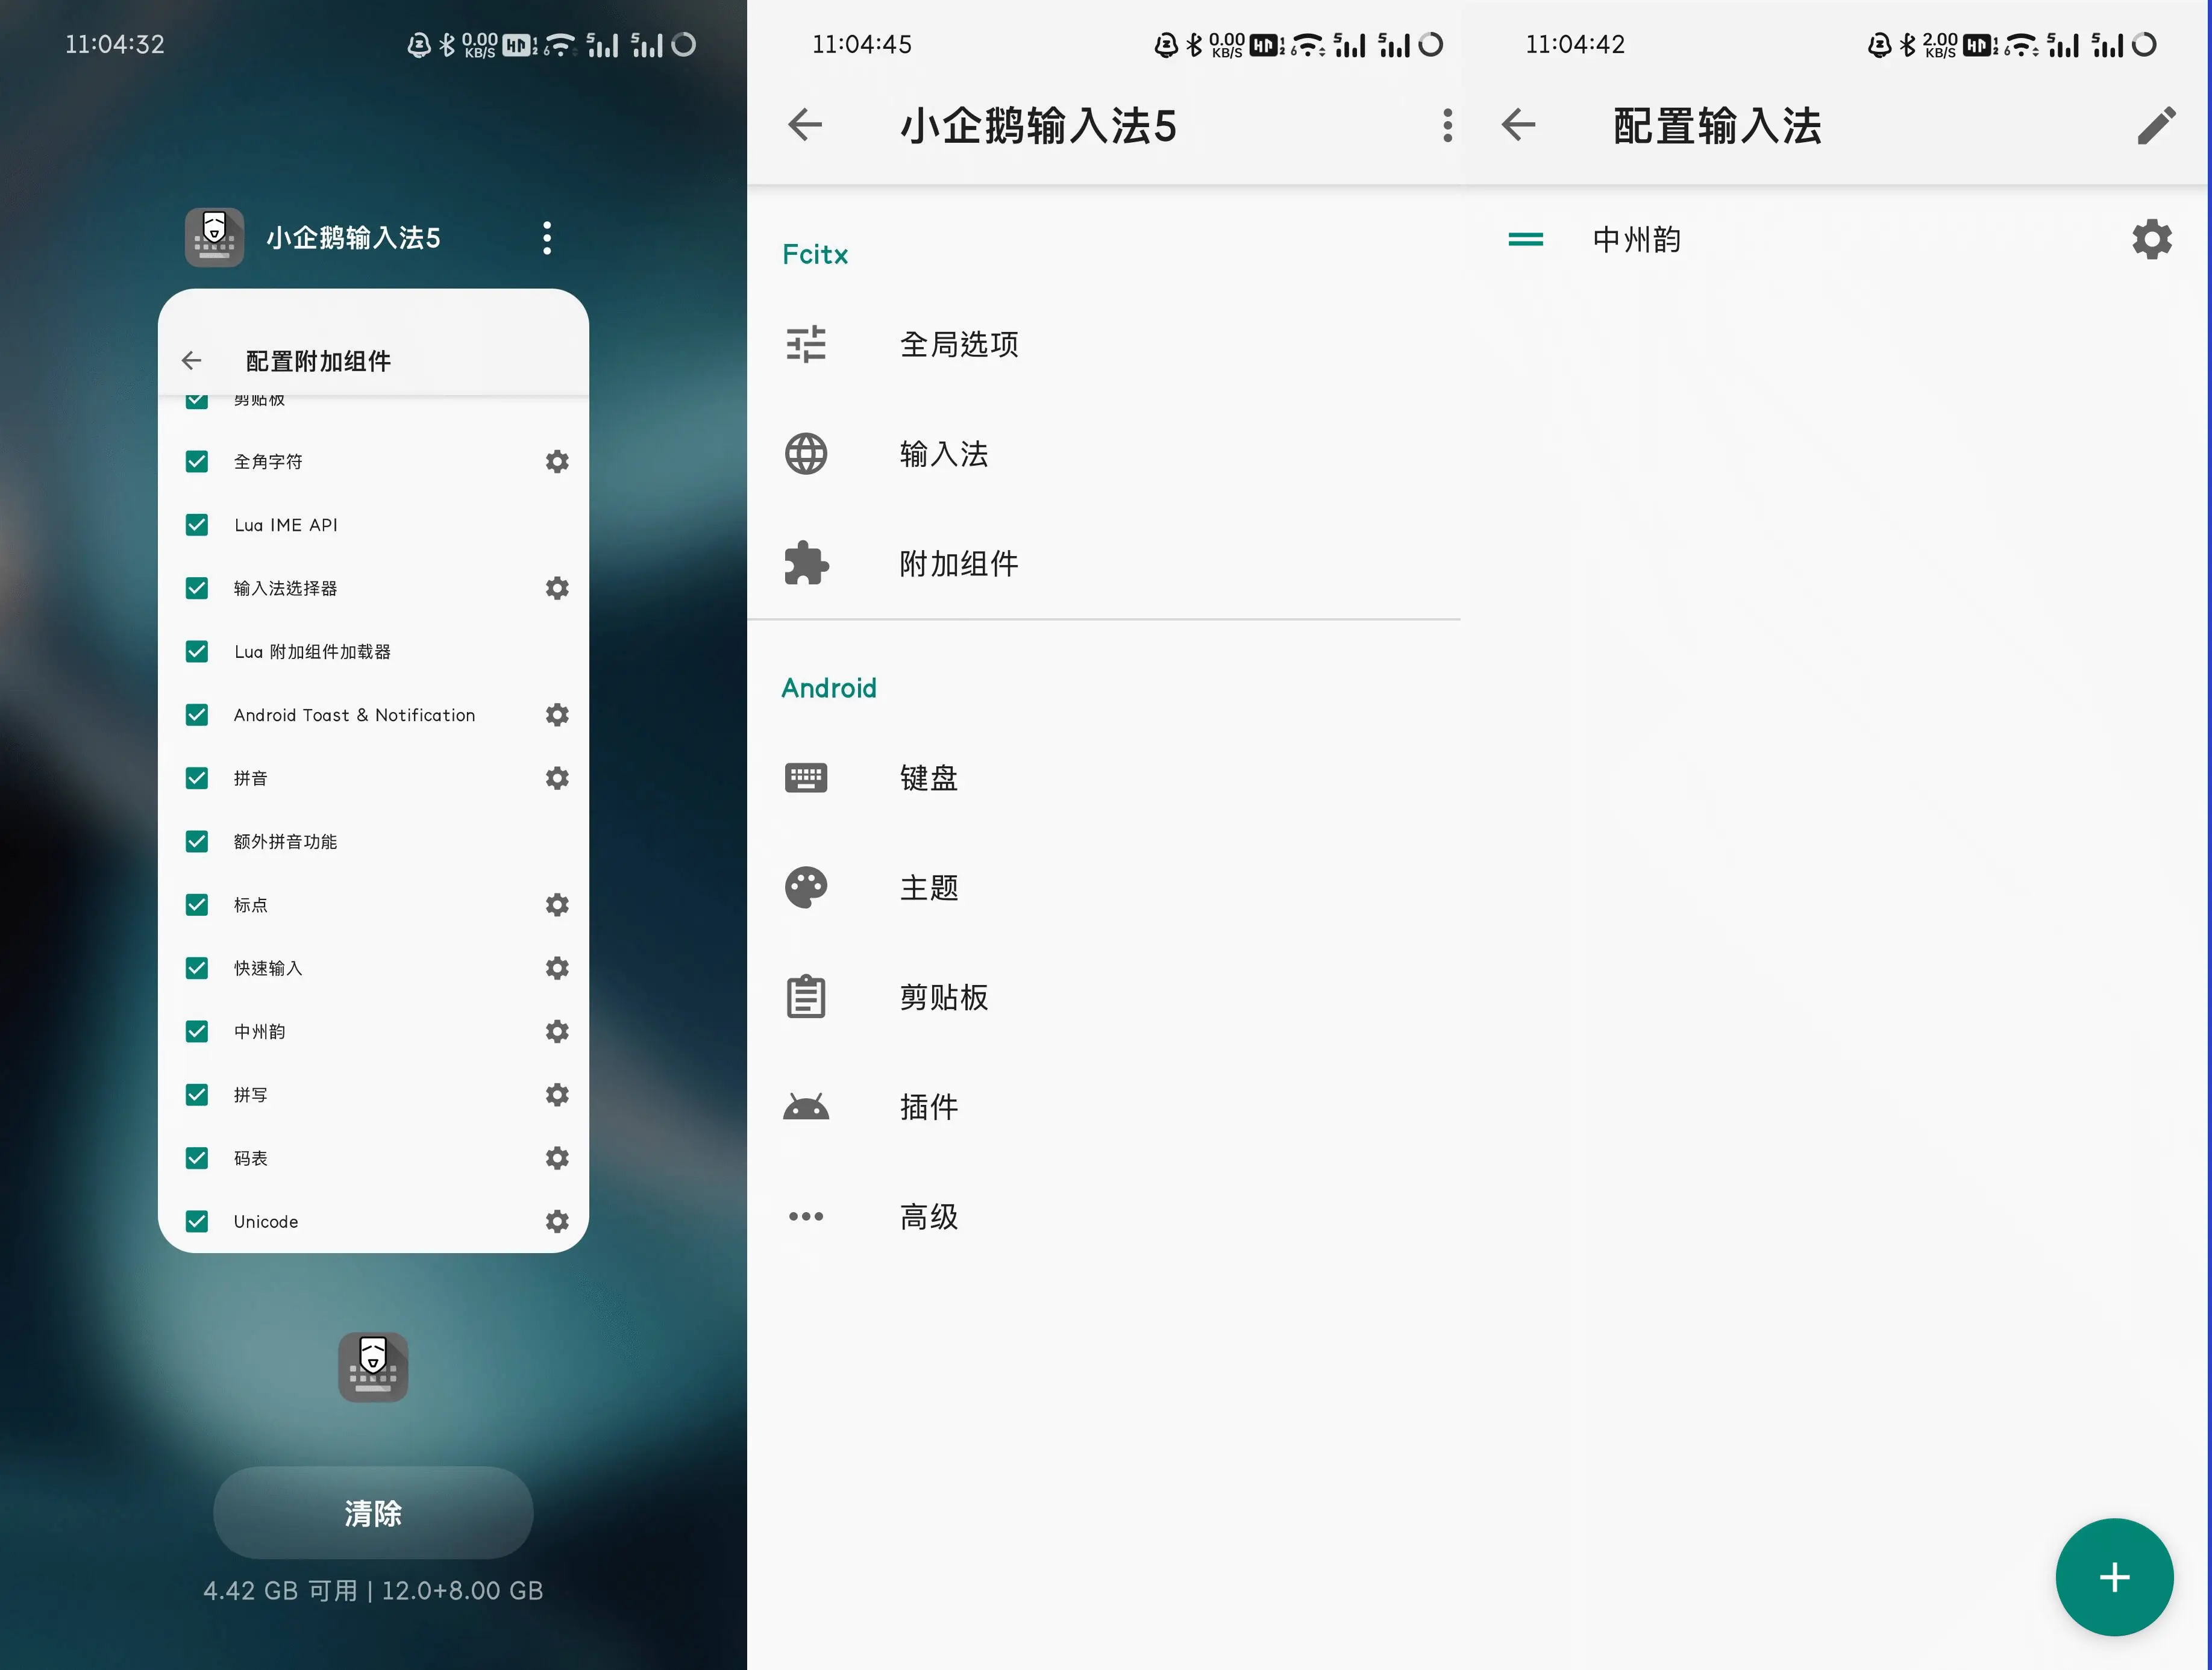 11:04:32
0.00 KB/S
小企鹅输入法5
配置附加组件
剪贴板
全角字符
Lua IME API
输入法选择器
Lua 附加组件加载器
Android Toast & Notification
拼音
额外拼音功能
标点
快速输入
中州韵
拼写
码表
Unicode
清除
4.42 GB 可用 | 12.0+8.00 GB
11:04:45
0.00 KB/S
小企鹅输入法5
Fcitx
全局选项
输入法
附加组件
Android
键盘
主题
剪贴板
插件
高级
11:04:42
2.00 KB/S
配置输入法
中州韵